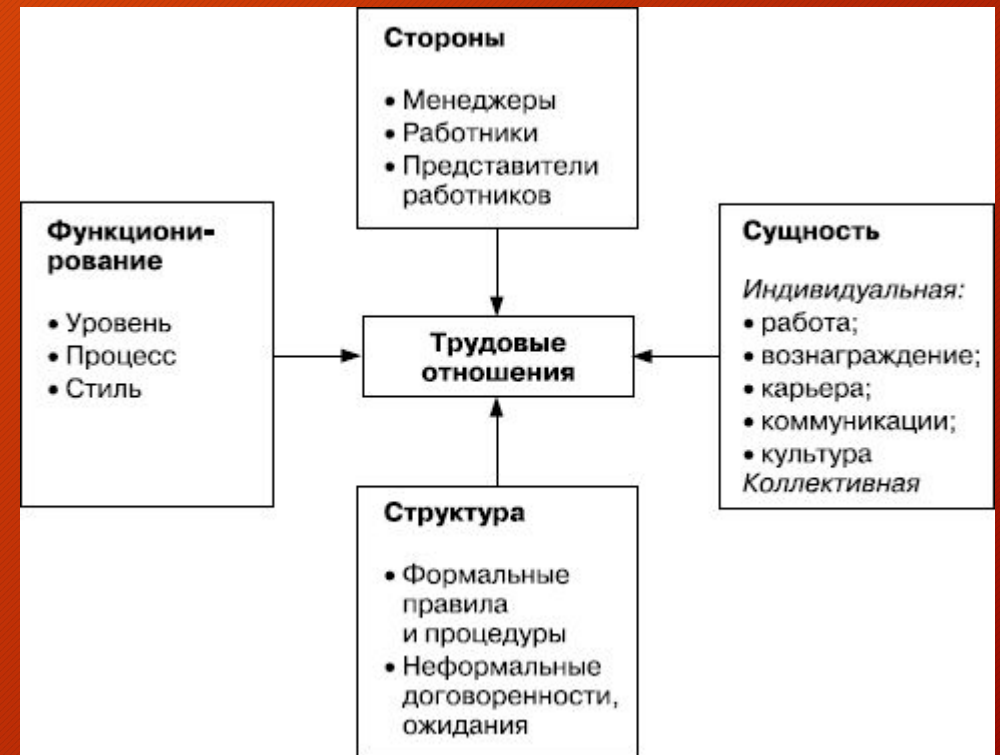 Стороны
• Менеджеры
• Работники
• Представители
работников
Функциони-
рование
• Уровень
• Процесс
• Стиль
Трудовые
отношения
Сущность
Индивидуальная:
• работа;
• вознаграждение;
• карьера;
• коммуникации;
• культура
Коллективная
Структура
• Формальные
правила
и процедуры
• Неформальные
договоренности,
ожидания